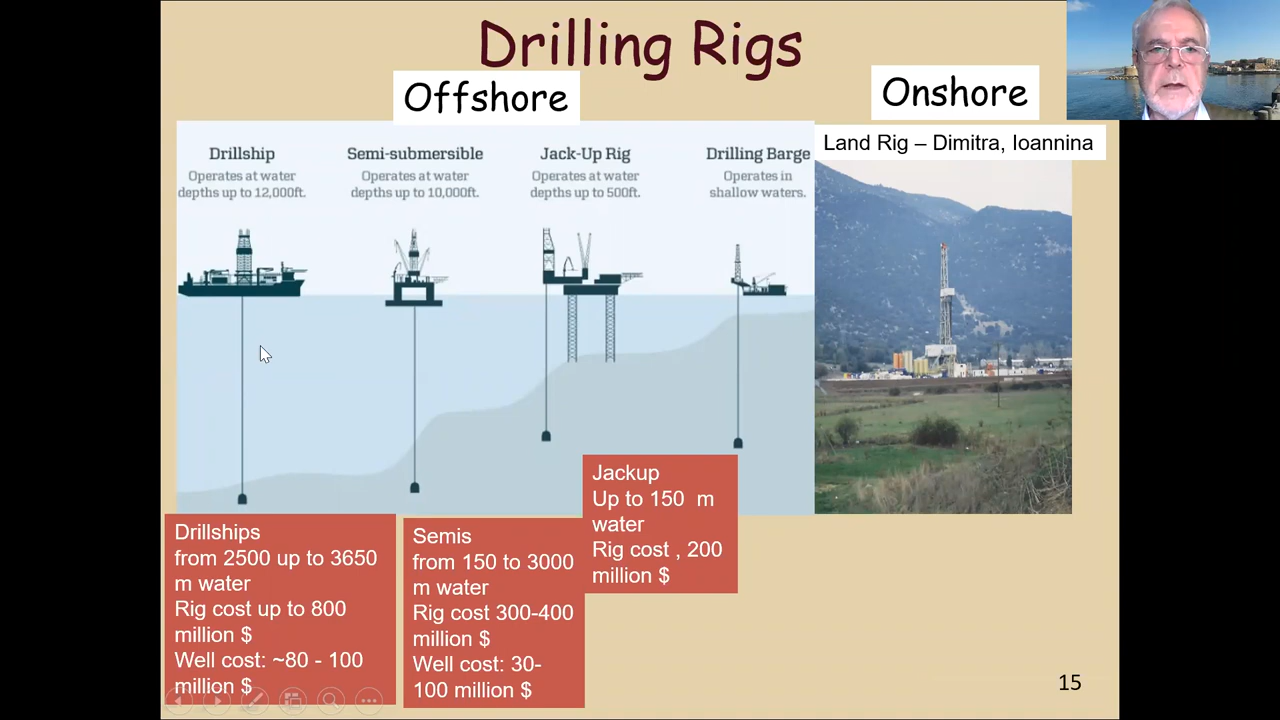 Drilling Rigs
Offshore
Onshore
Land Rig – Dimitra, Ioannina
Drillship
Operates at water
depths up to 12,000ft.
Semi-submersible
Operates at water
depths up to 10,000ft.
Jack-Up Rig
Operates at water
depths up to 500ft.
Drilling Barge
Operates in
shallow waters.
Drillships
from 2500 up to 3650
m water
Rig cost up to 800
million $
Well cost: ~80 - 100
million $
Semis
from 150 to 3000
m water
Rig cost 300-400
million $
Well cost: 30-
100 million $
Jackup
Up to 150 m
water
Rig cost , 200
million $
15